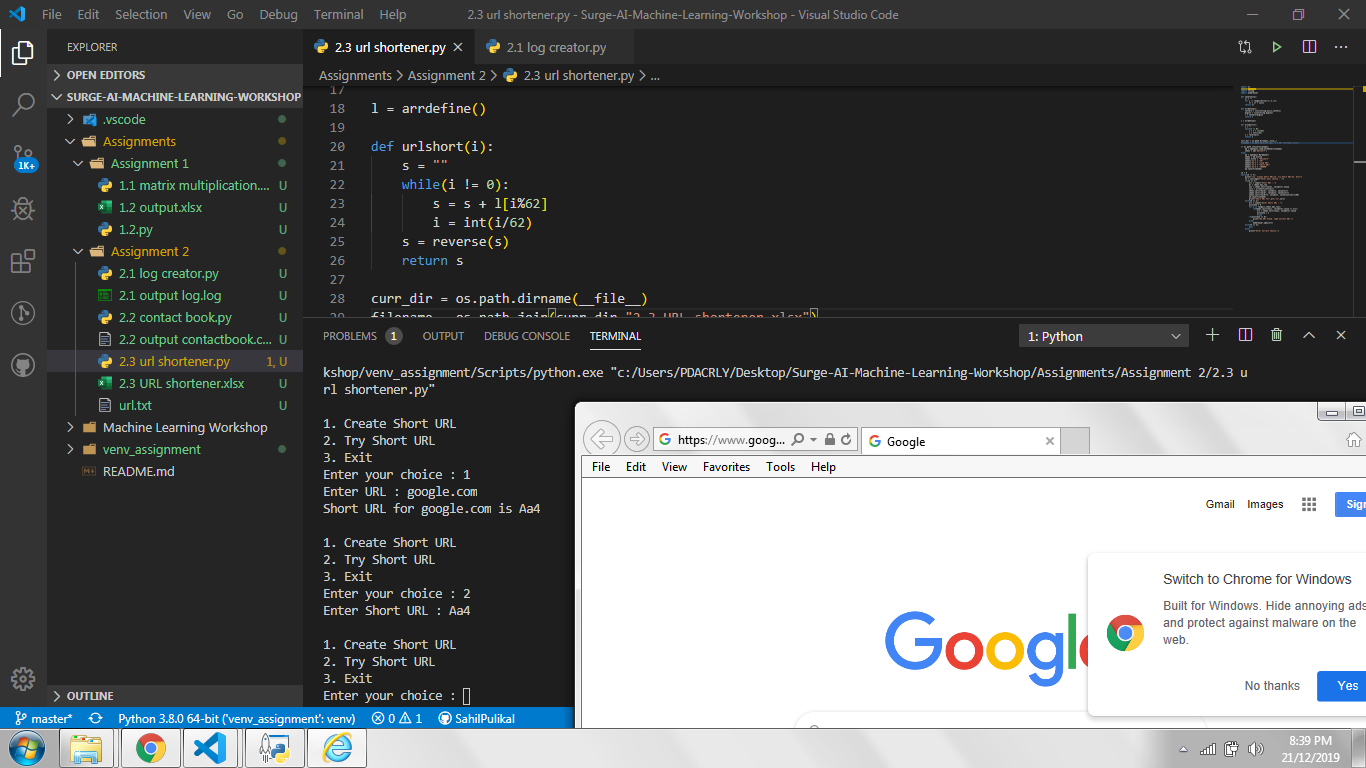 File Edit Selection View Go Debug Terminal Help 2.3 url shortener.py - Surge-AI-Machine-Learning-Workshop - Visual Studio Code
EXPLORER
OPEN EDITORS
SURGE-AI-MACHINE-LEARNING-WORKSHOP
.vscode
Assignments
Assignment 1
1.1 matrix multiplication.... U
1.2 output.xlsx U
1.2.py U
Assignment 2
2.1 log creator.py U
2.1 output log.log U
2.2 contact book.py U
2.2 output contactbook.c... U
2.3 url shortener.py 1, U
2.3 URL shortener.xlsx U
url.txt U
Machine Learning Workshop
venv_assignment
README.md
OUTLINE
1K+
2.3 url shortener.py 2.1 log creator.py
Assignments > Assignment 2 > 2.3 url shortener.py > ...
17
18 l = arrdefine()
19
20 def urlshort(i):
21 s = ""
22 while(i != 0):
23 s = s + l[i%62]
24 i = int(i/62)
25 s = reverse(s)
26 return s
27
28 curr_dir = os.path.dirname(__file__)
29 filename = os.path.join(curr_dir,"2.3 URL shortener.xlsx")
PROBLEMS 1 OUTPUT DEBUG CONSOLE TERMINAL 1: Python
kshop/venv_assignment/Scripts/python.exe "c:/Users/PDACRLY/Desktop/Surge-AI-Machine-Learning-Workshop/Assignments/Assignment 2/2.3 u
rl shortener.py"
1. Create Short URL
2. Try Short URL
3. Exit
Enter your choice : 1
Enter URL : google.com
Short URL for google.com is Aa4
1. Create Short URL
2. Try Short URL
3. Exit
Enter your choice : 2
Enter Short URL : Aa4
1. Create Short URL
2. Try Short URL
3. Exit
Enter your choice :
https://www.goog... Google
File Edit View Favorites Tools Help
Gmail Images Sign
Google
Switch to Chrome for Windows
Built for Windows. Hide annoying ads
and protect against malware on the
web.
No thanks Yes
master* Python 3.8.0 64-bit ('venv_assignment': venv) 0 1 SahilPulikal
8:39 PM
21/12/2019